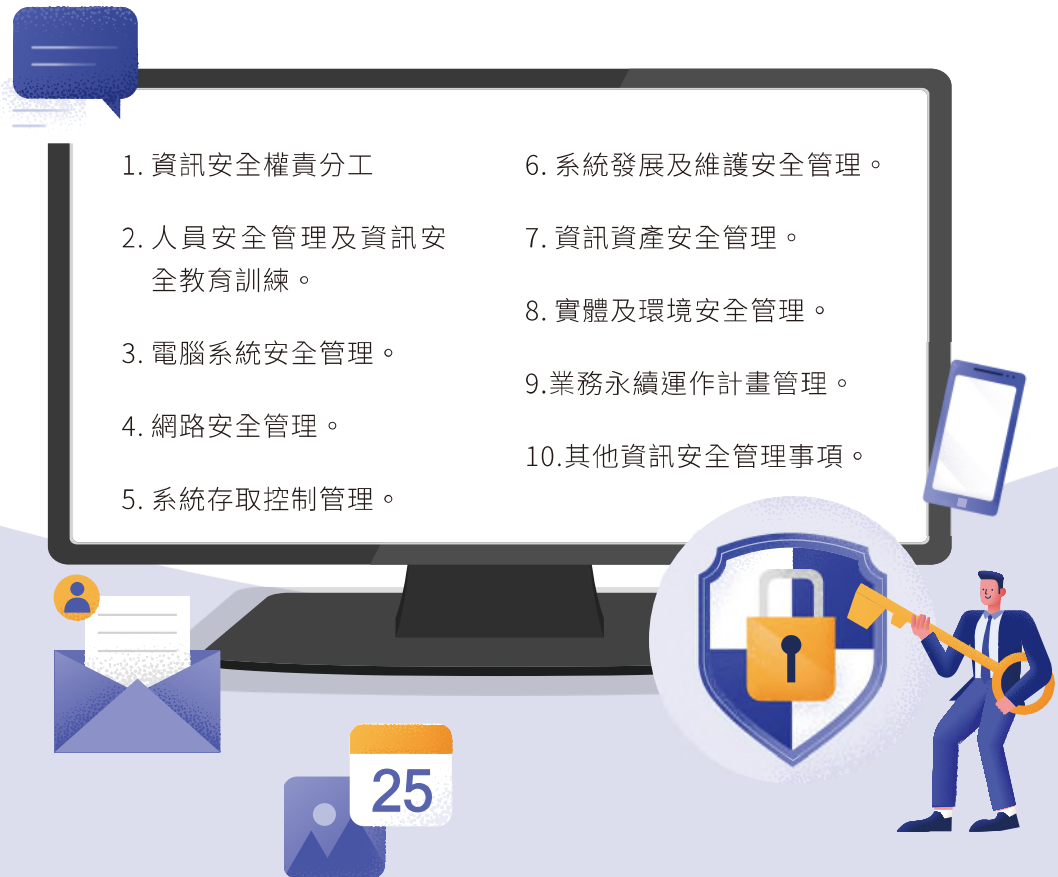 1. 資訊安全權責分工
2. 人員安全管理及資訊安
全教育訓練。
3. 電腦系統安全管理。
4. 網路安全管理。
5. 系統存取控制管理。
6. 系統發展及維護安全管理。
7. 資訊資產安全管理。
8. 實體及環境安全管理。
9.業務永續運作計畫管理。
10.其他資訊安全管理事項。
25